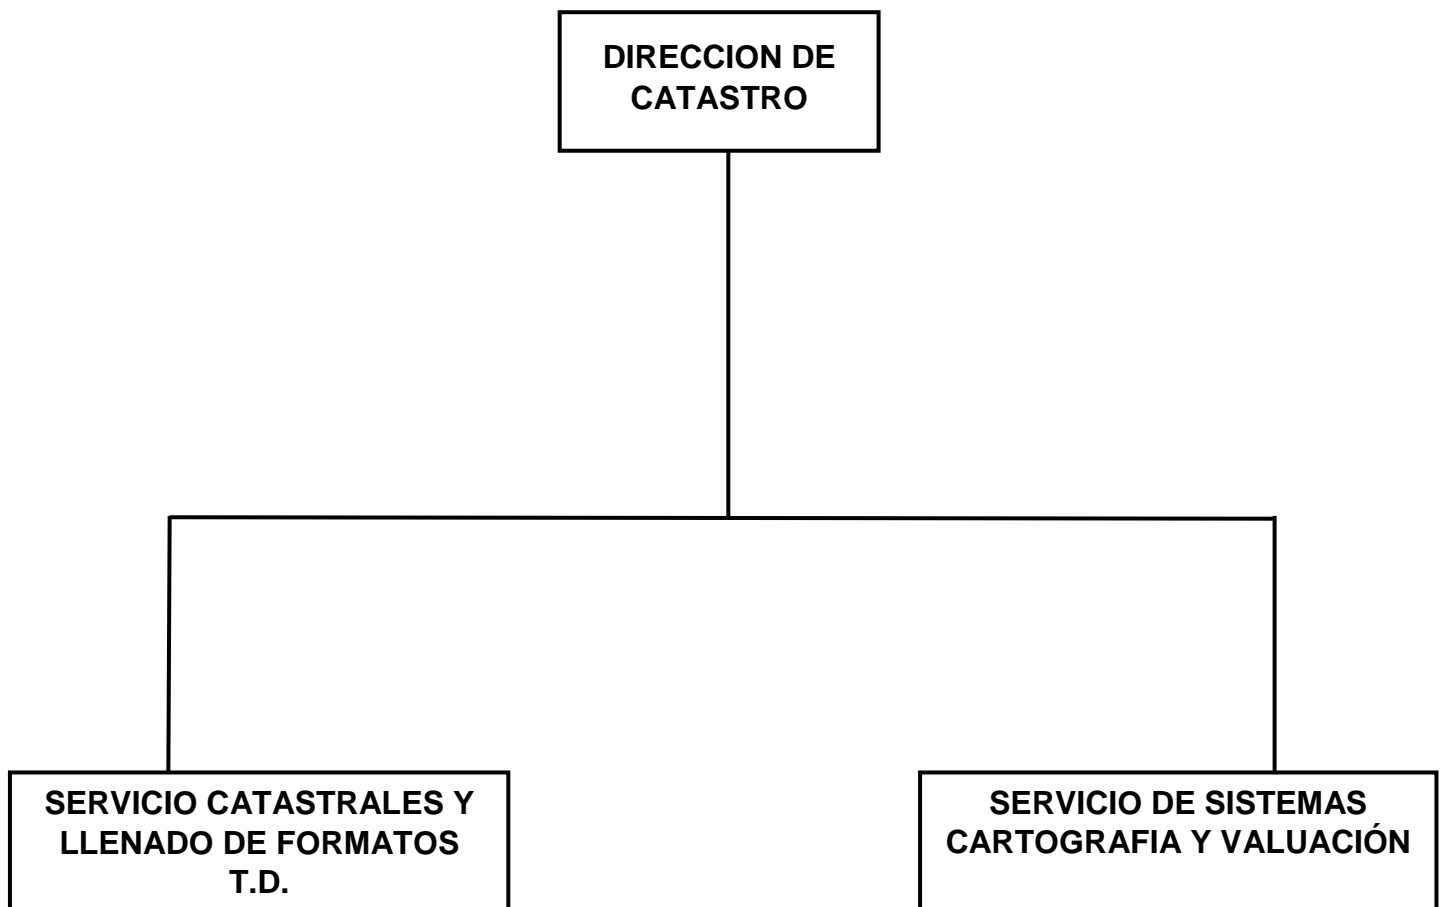 DIRECCION DE
CATASTRO
SERVICIO CATASTRALES Y
LLENADO DE FORMATOS
T.D.
SERVICIO DE SISTEMAS
CARTOGRAFIA Y VALUACIÓN